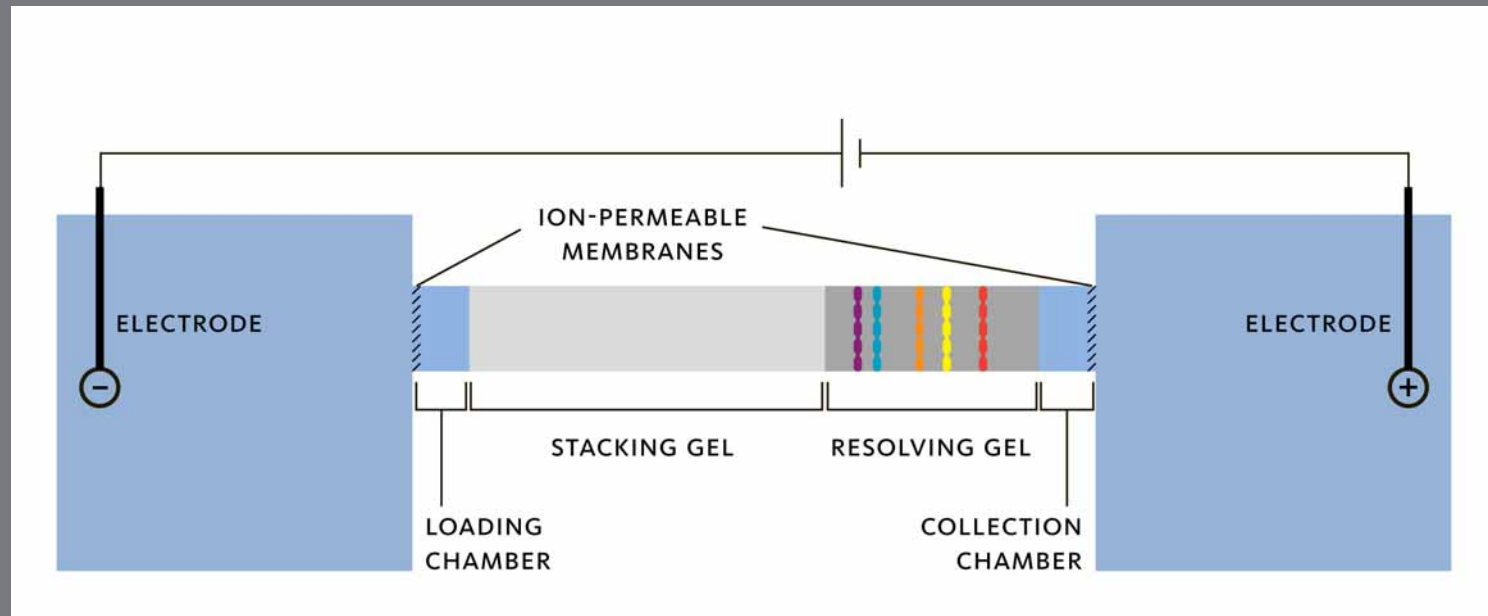 ION-PERMEABLE
MEMBRANES
ELECTRODE
ELECTRODE
−
+
STACKING GEL
RESOLVING GEL
LOADING
CHAMBER
COLLECTION
CHAMBER